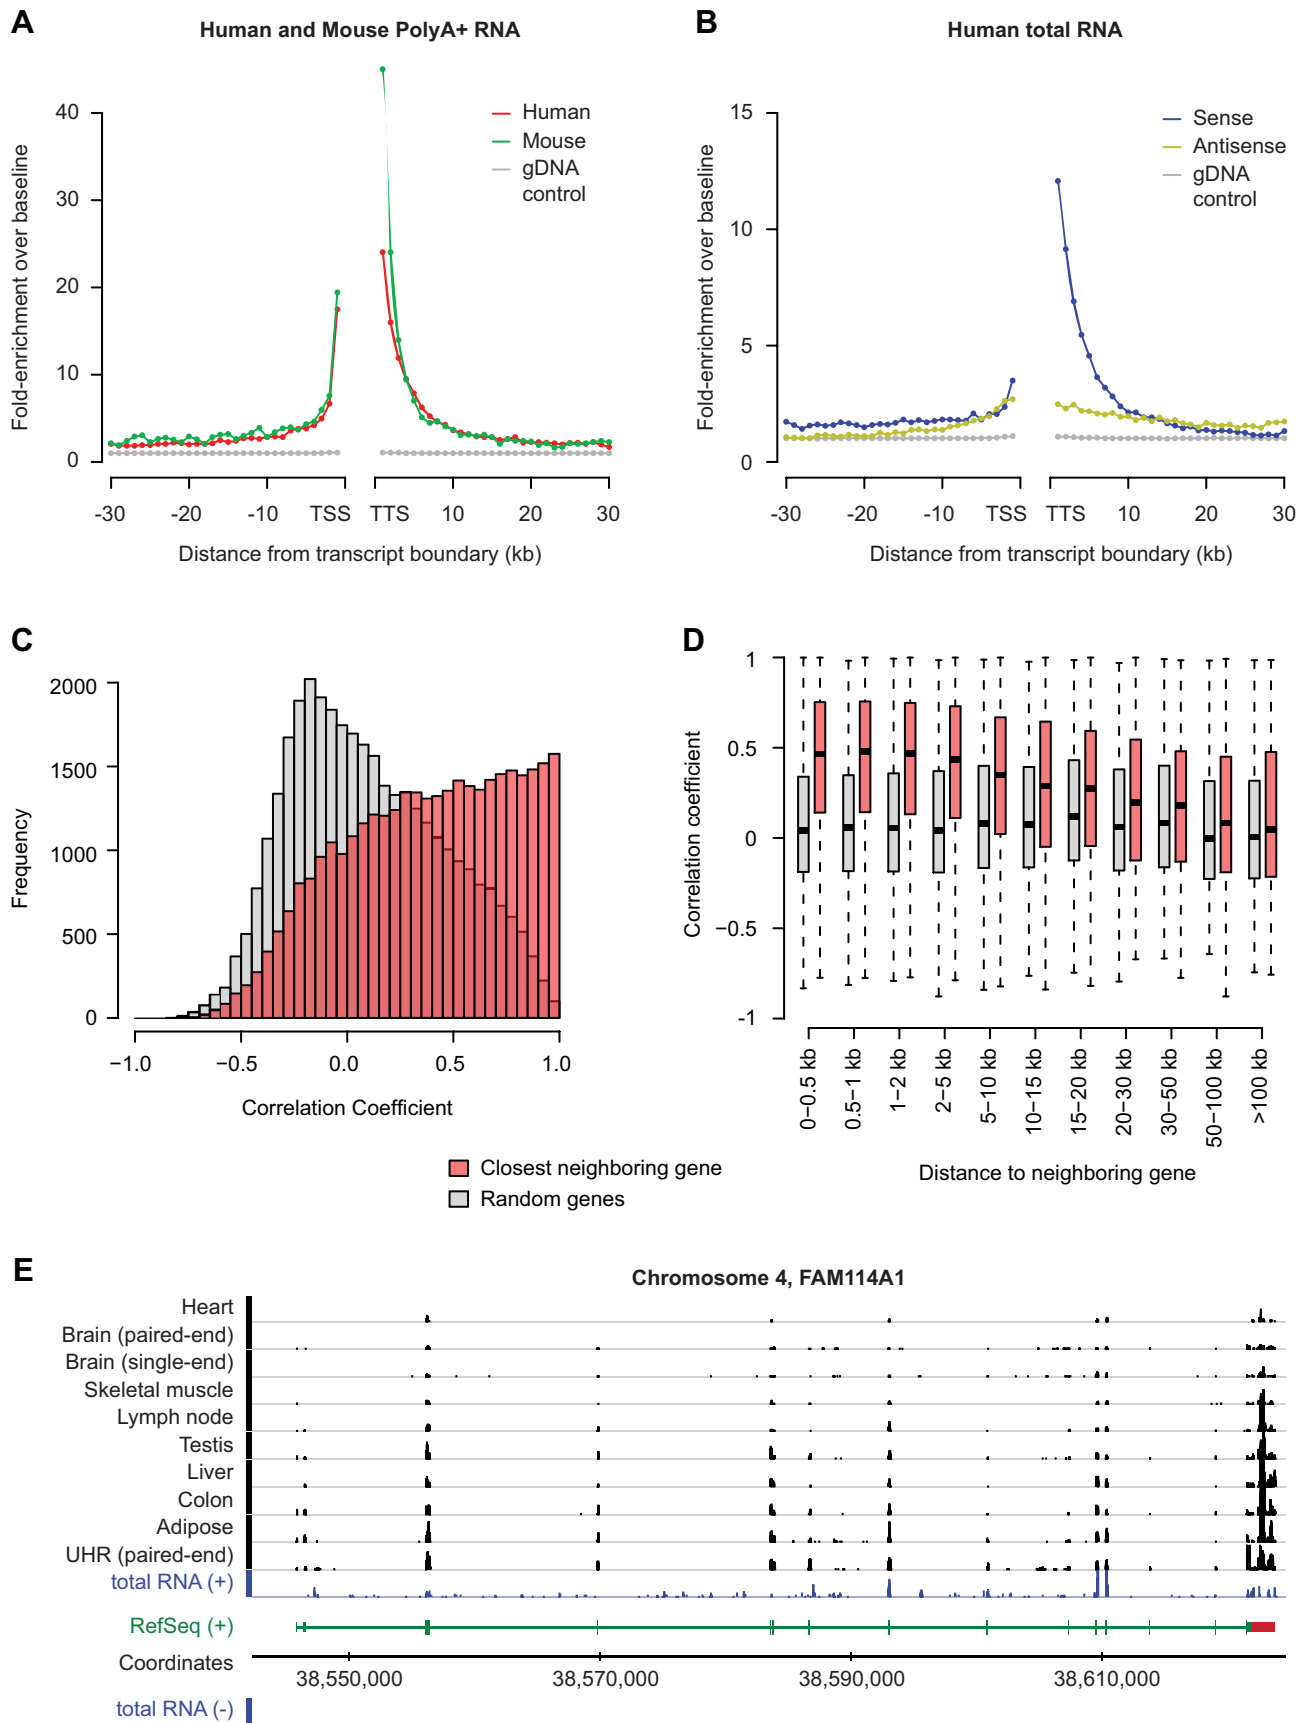 A
Human and Mouse PolyA+ RNA
Fold-enrichment over baseline
40
30
20
10
0
Human
Mouse
gDNA
control
-30
-20
-10
TSS
TTS
10
20
30
Distance from transcript boundary (kb)
B
Human total RNA
Fold-enrichment over baseline
15
10
5
0
Sense
Antisense
gDNA
control
-30
-20
-10
TSS
TTS
10
20
30
Distance from transcript boundary (kb)
C
Frequency
2000
1500
1000
500
0
−1.0
−0.5
0.0
0.5
1.0
Correlation Coefficient
Closest neighboring gene
Random genes
D
Correlation coefficient
1
0.5
0
−0.5
-1
0−0.5 kb
0.5−1 kb
1−2 kb
2−5 kb
5−10 kb
10−15 kb
15−20 kb
20−30 kb
30−50 kb
50−100 kb
>100 kb
Distance to neighboring gene
E
Chromosome 4, FAM114A1
Heart
Brain (paired-end)
Brain (single-end)
Skeletal muscle
Lymph node
Testis
Liver
Colon
Adipose
UHR (paired-end)
total RNA (+)
RefSeq (+)
Coordinates
38,550,000
38,570,000
38,590,000
38,610,000
total RNA (-)